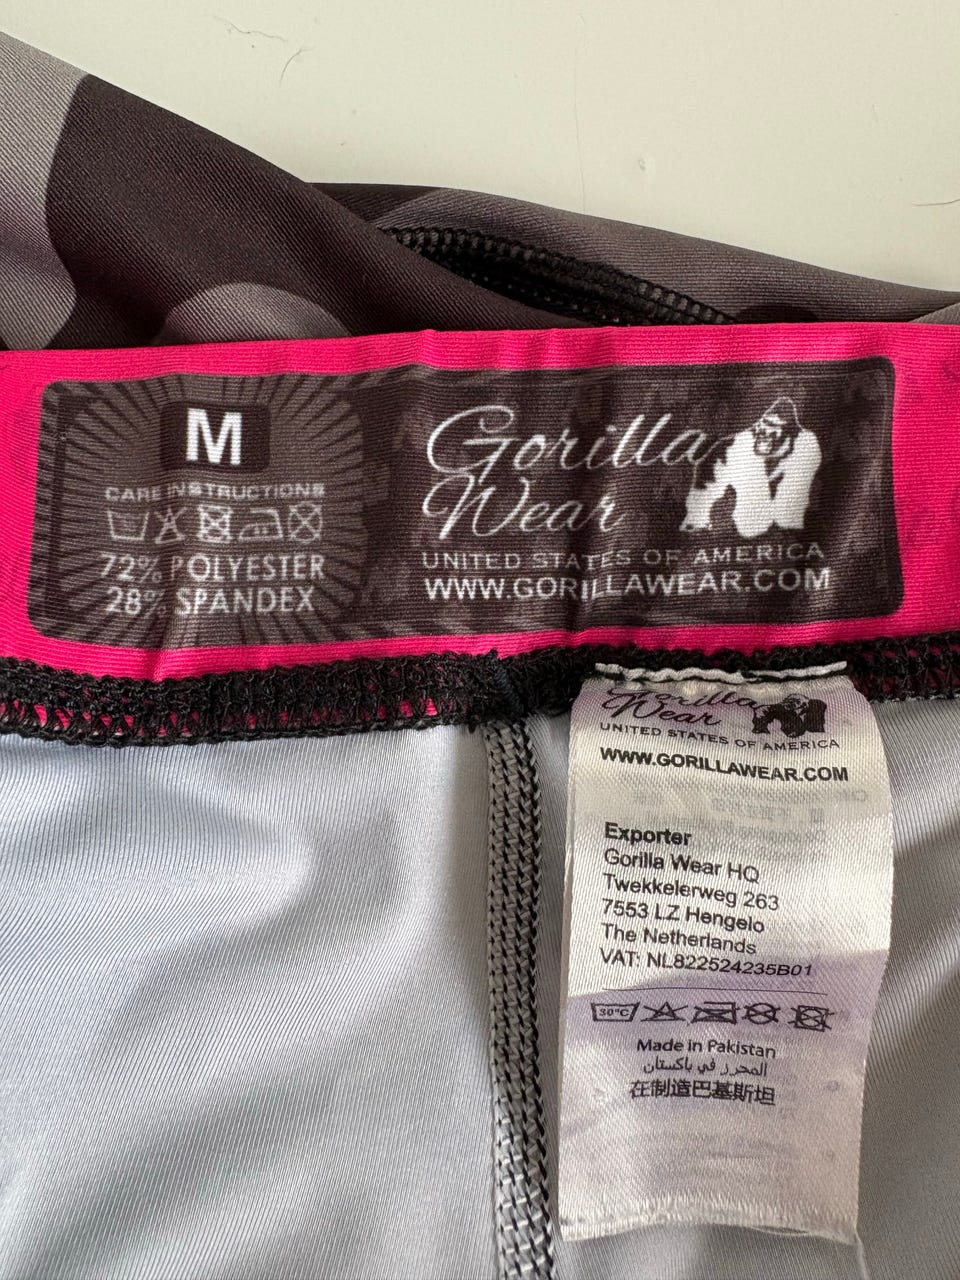 M
CARE INSTRUCTIONS
72% POLYESTER
28% SPANDEX
Gorilla
Wear
UNITED STATES OF AMERICA
WWW.GORILLAWEAR.COM
Gorilla
Wear
UNITED STATES OF AMERICA
WWW.GORILLAWEAR.COM
Exporter
Gorilla Wear HQ
Twekkelerweg 263
7553 LZ Hengelo
The Netherlands
VAT: NL822524235B01
30°C
Made in Pakistan
المحرر في باكستان
在制造巴基斯坦